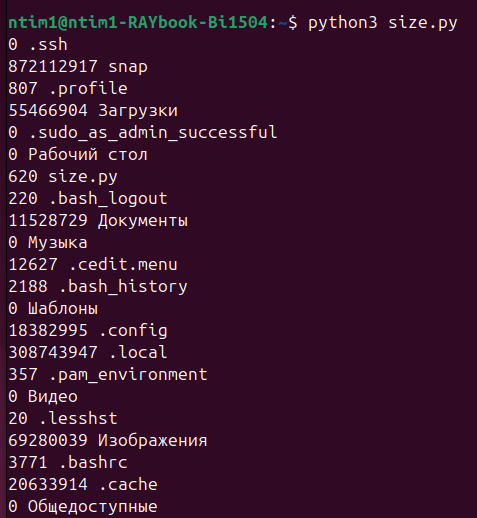 ntim1@ntim1-RAYbook-Bi1504:~$ python3 size.py
0 .ssh
872112917 snap
807 .profile
55466904 Загрузки
0 .sudo_as_admin_successful
0 Рабочий стол
620 size.py
220 .bash_logout
11528729 Документы
0 Музыка
12627 .cedit.menu
2188 .bash_history
0 Шаблоны
18382995 .config
308743947 .local
357 .pam_environment
0 Видео
20 .lesshst
69280039 Изображения
3771 .bashrc
20633914 .cache
0 Общедоступные